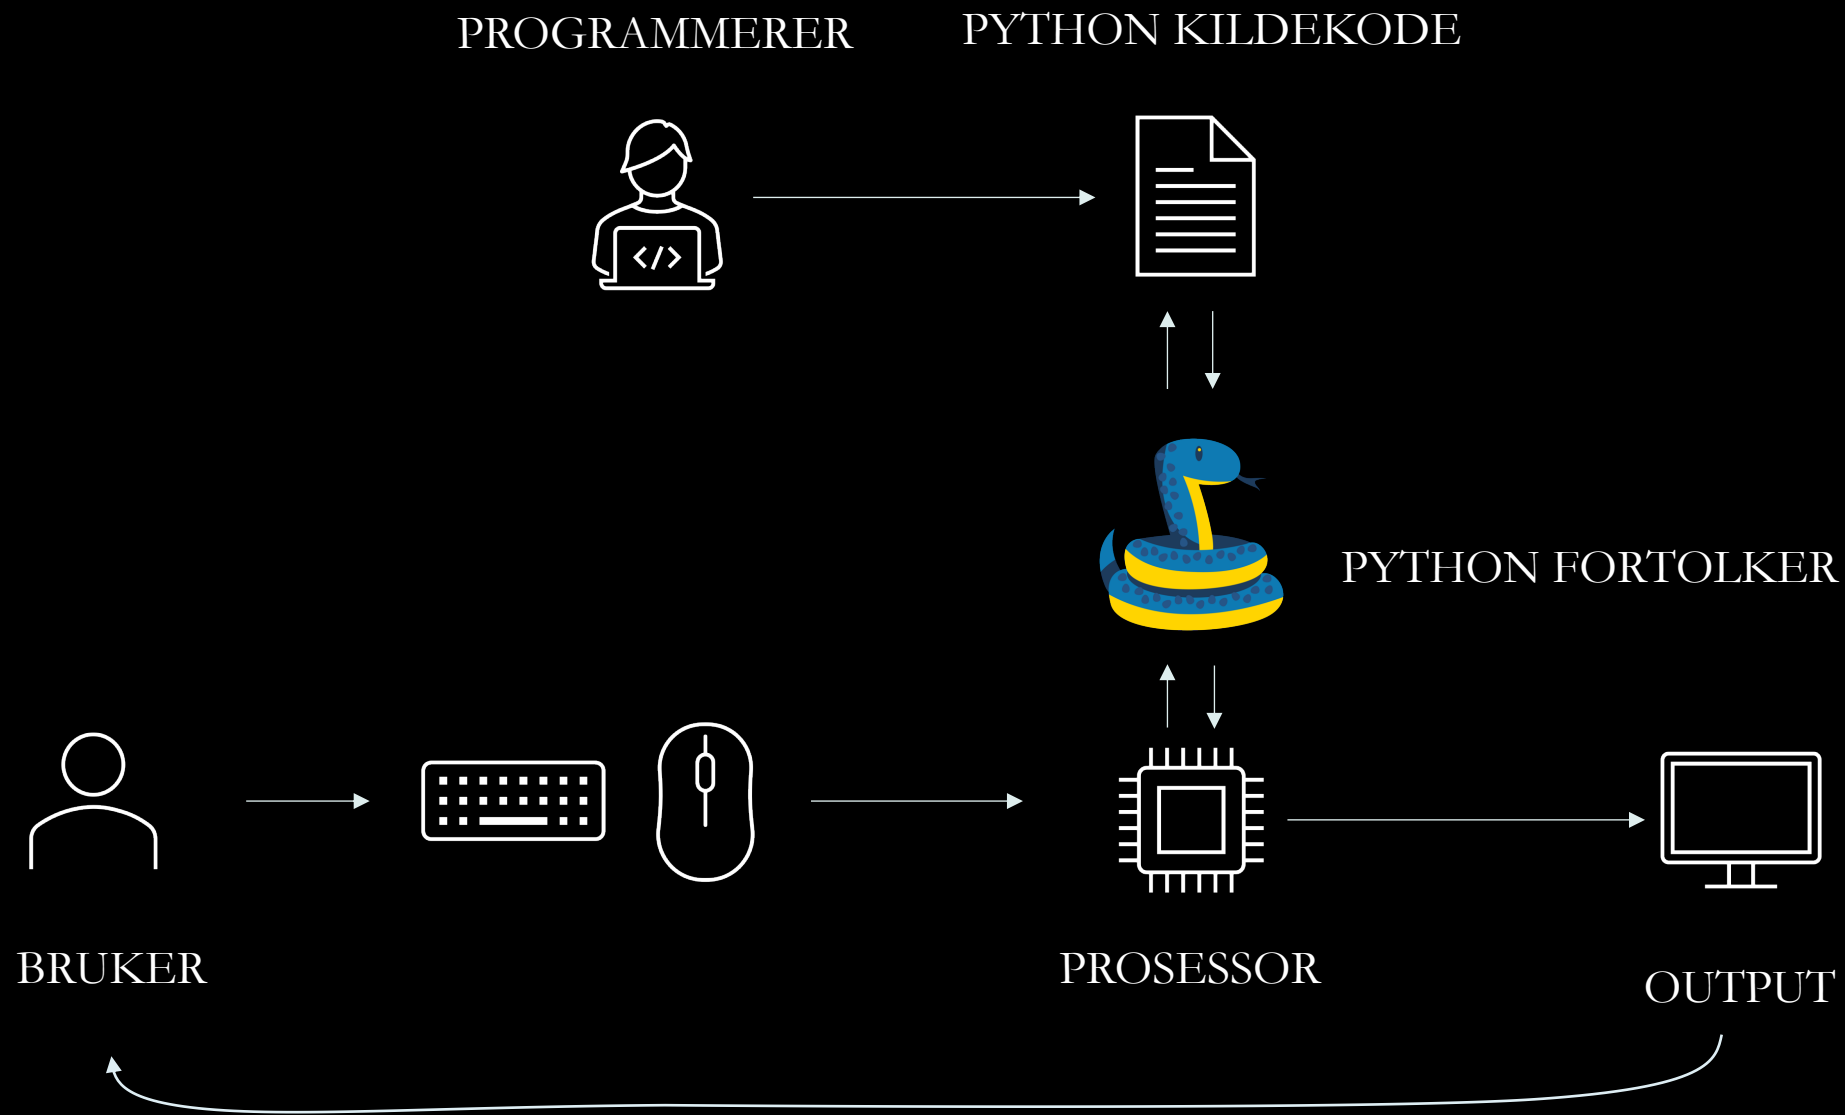 PROGRAMMERER
PYTHON KILDEKODE
</>
PYTHON FORTOLKER
BRUKER
PROSESSOR
OUTPUT